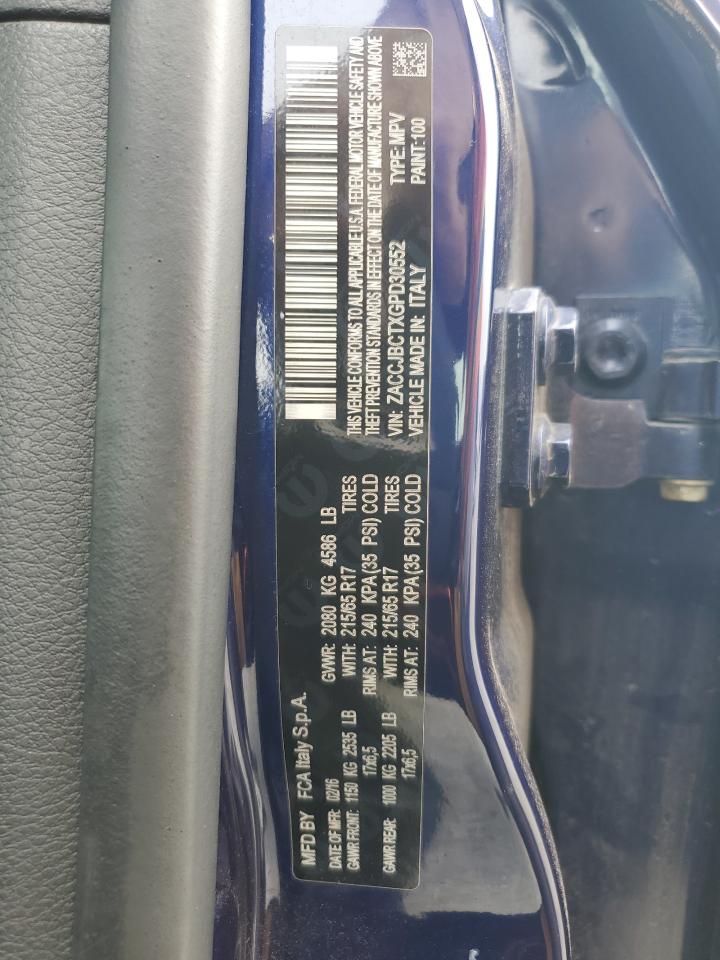 MFD BY FCA Italy S.p.A.
DATE OF MFR: 02/16 GVWR: 2080 KG 4586 LB
GAWR FRONT: 1150 KG 2535 LB WITH: 215/65 R17 TIRES
17x6,5 RIMS AT: 240 KPA(35 PSI) COLD
GAWR REAR: 1000 KG 2205 LB WITH: 215/65 R17 TIRES
17x6,5 RIMS AT: 240 KPA(35 PSI) COLD
THIS VEHICLE CONFORMS TO ALL APPLICABLE U.S.A. FEDERAL MOTOR VEHICLE SAFETY AND
THEFT PREVENTION STANDARDS IN EFFECT ON THE DATE OF MANUFACTURE SHOWN ABOVE
VIN: ZACCJBCTXGPD30552 TYPE: MPV
VEHICLE MADE IN: ITALY PAINT: 100